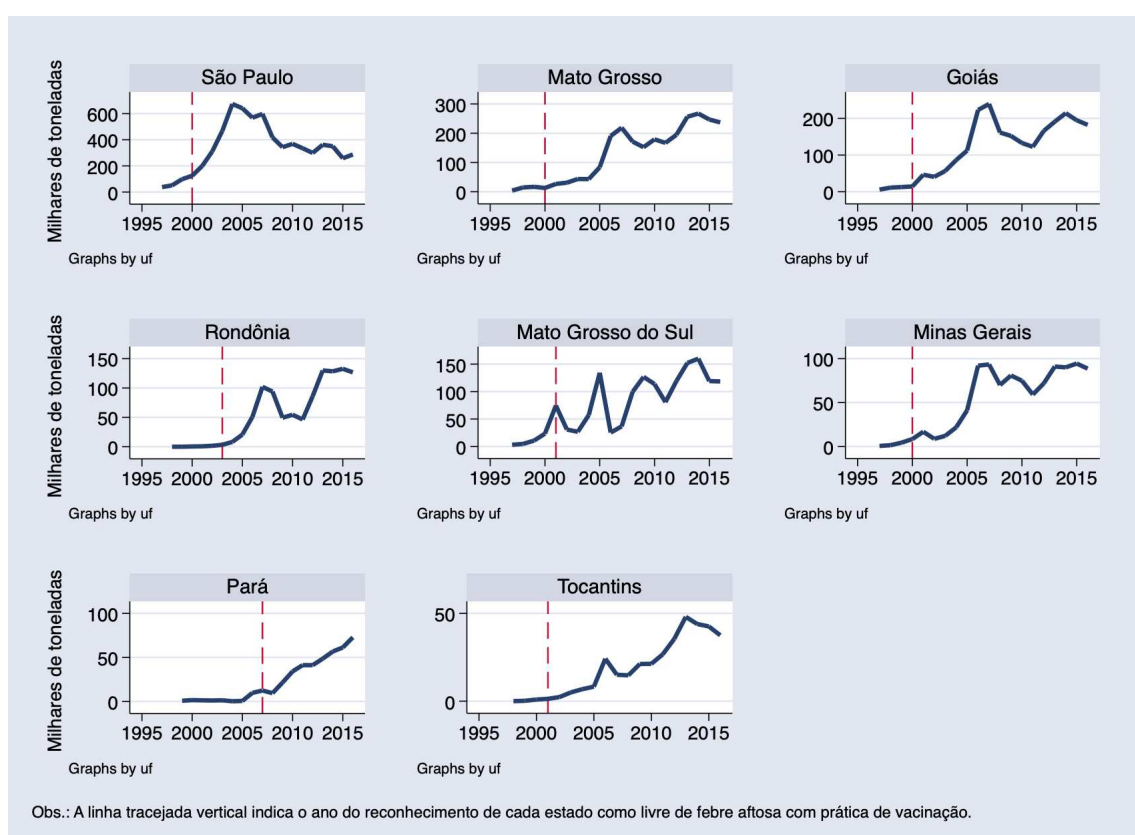 Milhares de toneladas
São Paulo
600
400
200
0
1995 2000 2005 2010 2015
Graphs by uf
Mato Grosso
300
200
100
0
1995 2000 2005 2010 2015
Graphs by uf
Goiás
200
100
0
1995 2000 2005 2010 2015
Graphs by uf
Milhares de toneladas
Rondônia
150
100
50
0
1995 2000 2005 2010 2015
Graphs by uf
Mato Grosso do Sul
150
100
50
0
1995 2000 2005 2010 2015
Graphs by uf
Minas Gerais
100
50
0
1995 2000 2005 2010 2015
Graphs by uf
Milhares de toneladas
Pará
100
50
0
1995 2000 2005 2010 2015
Graphs by uf
Tocantins
50
0
1995 2000 2005 2010 2015
Graphs by uf
Obs.: A linha tracejada vertical indica o ano do reconhecimento de cada estado como livre de febre aftosa com prática de vacinação.